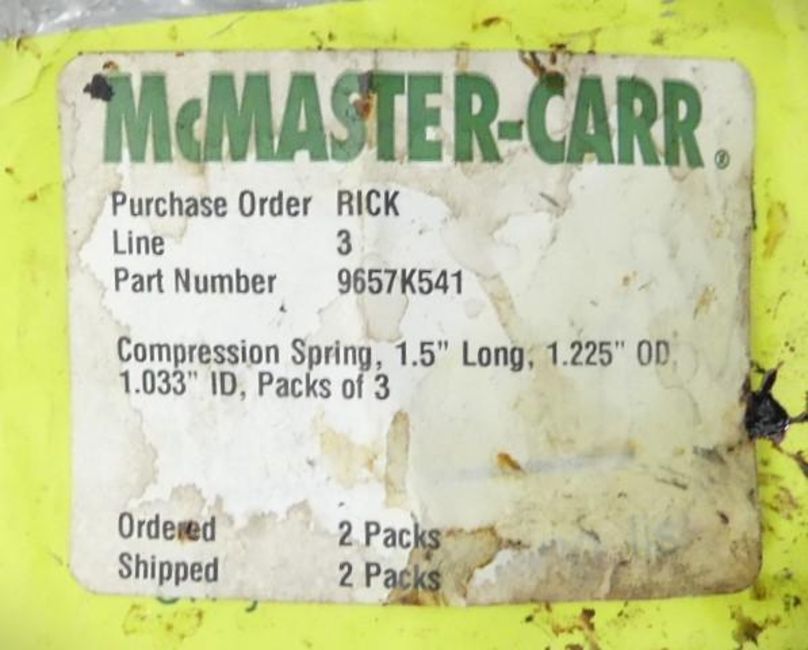 McMASTER-CARR®
Purchase Order RICK
Line 3
Part Number 9657K541
Compression Spring, 1.5" Long, 1.225" OD,
1.033" ID, Packs of 3
Ordered 2 Packs
Shipped 2 Packs